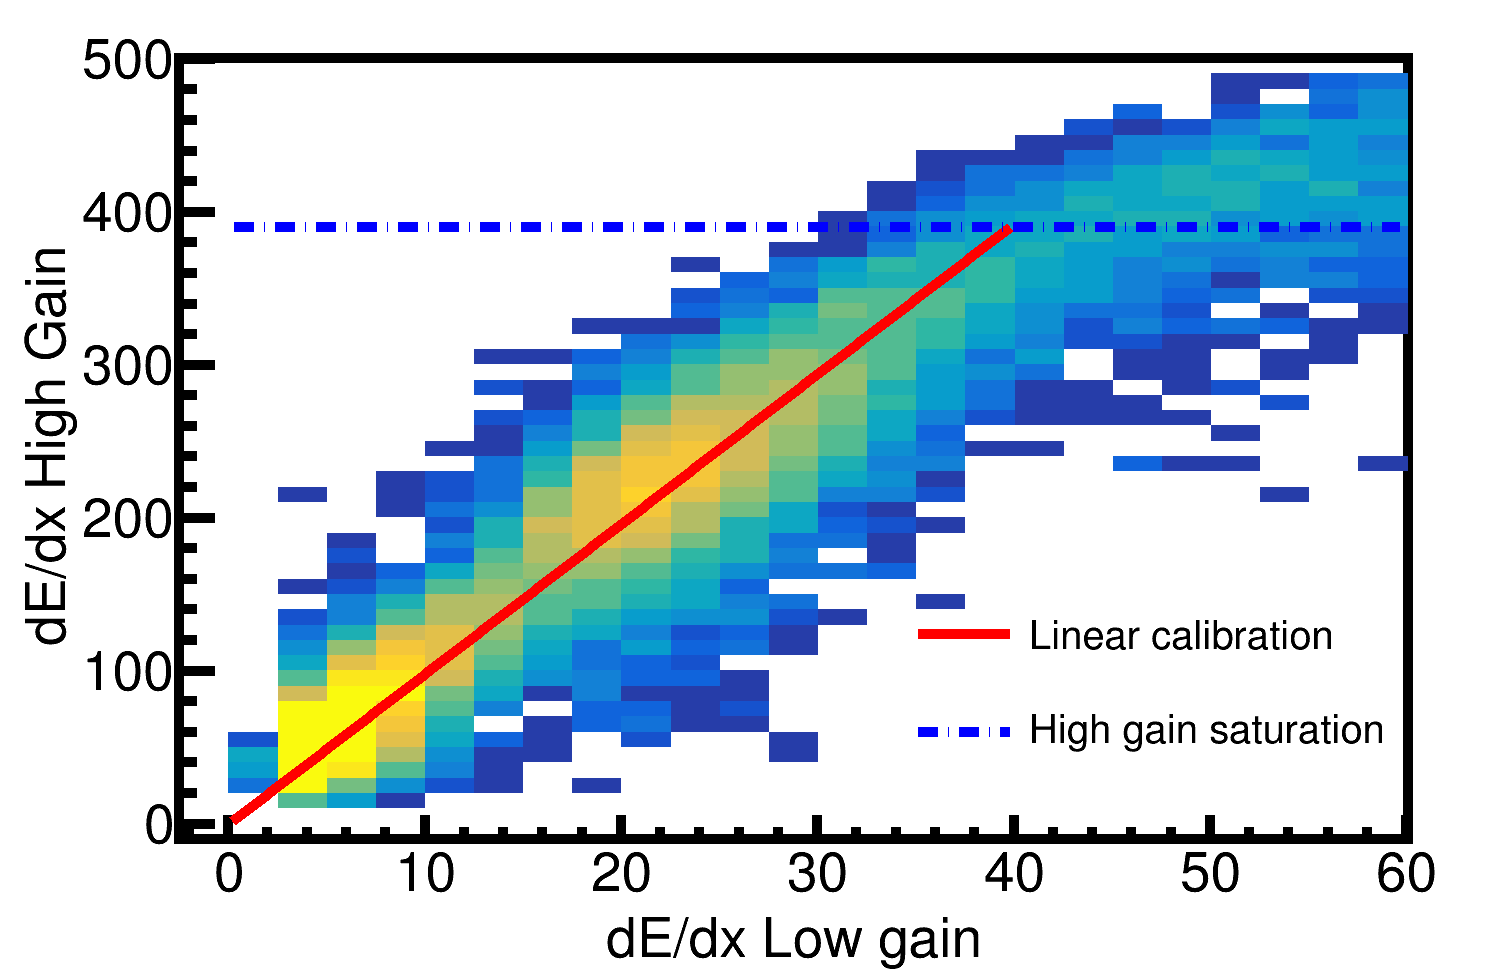 500
400
300
200
100
0
dE/dx High Gain
Linear calibration
High gain saturation
0 10 20 30 40 50 60
dE/dx Low gain